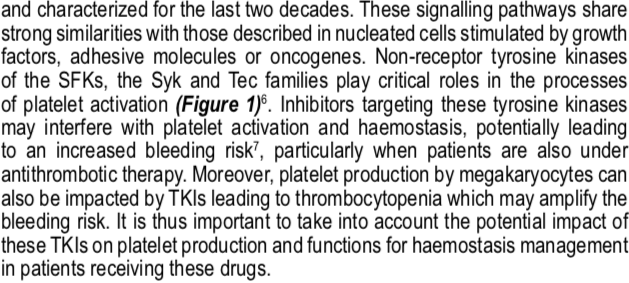 and characterized for the last two decades. These signalling pathways share
strong similarities with those described in nucleated cells stimulated by growth
factors, adhesive molecules or oncogenes. Non-receptor tyrosine kinases
of the SFKs, the Syk and Tec families play critical roles in the processes
of platelet activation (Figure 1)⁶. Inhibitors targeting these tyrosine kinases
may interfere with platelet activation and haemostasis, potentially leading
to an increased bleeding risk⁷, particularly when patients are also under
antithrombotic therapy. Moreover, platelet production by megakaryocytes can
also be impacted by TKIs leading to thrombocytopenia which may amplify the
bleeding risk. It is thus important to take into account the potential impact of
these TKIs on platelet production and functions for haemostasis management
in patients receiving these drugs.